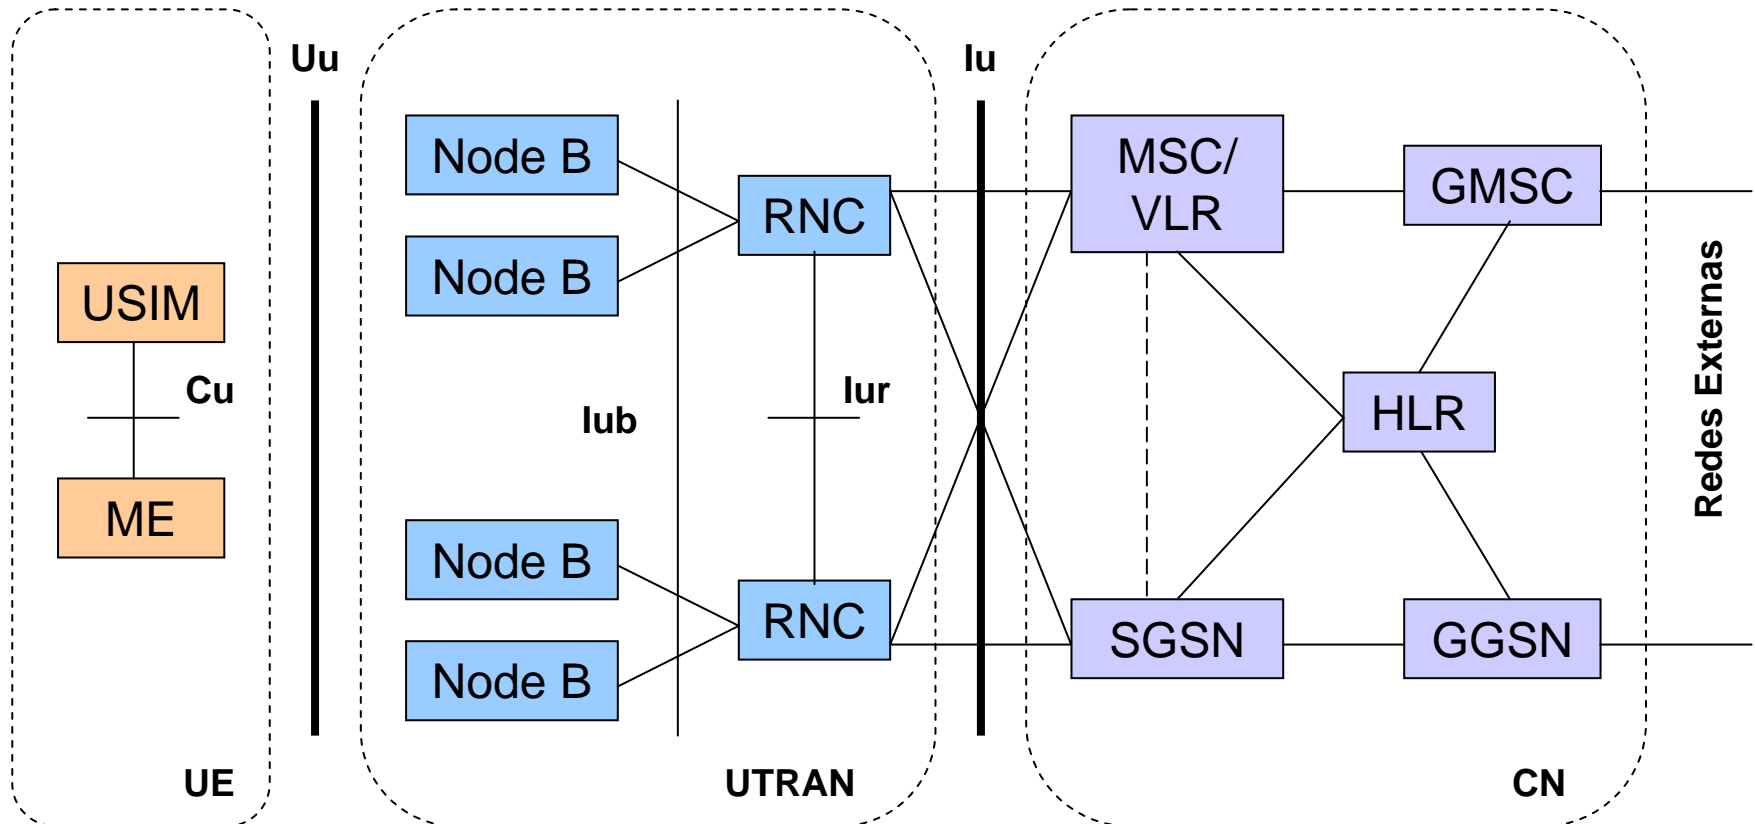 Uu
Iu
Node B
Node B
RNC
MSC/
VLR
GMSC
USIM
Cu
ME
Iub
Iur
HLR
Redes Externas
Node B
Node B
RNC
SGSN
GGSN
UE
UTRAN
CN